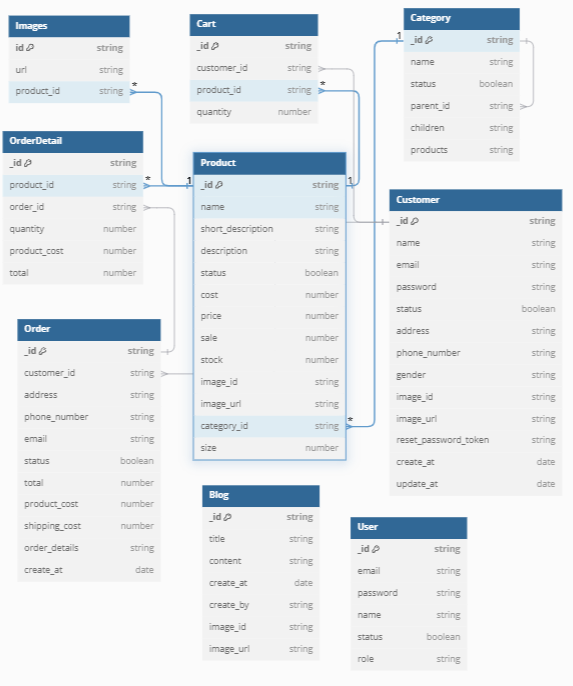 Images
id string
url string
product_id string
*
Cart
_id string
customer_id string
product_id string
*
quantity number
Category
1
_id string
name string
status boolean
parent_id string
children string
products string
OrderDetail
_id string
product_id string
*
order_id string
quantity number
product_cost number
total number
Product
1
_id string
1
name string
short_description string
description string
status boolean
cost number
price number
sale number
stock number
image_id string
image_url string
category_id string
*
size number
Customer
_id string
name string
email string
password string
status boolean
address string
phone_number string
gender string
image_id string
image_url string
reset_password_token string
create_at date
update_at date
Order
_id string
customer_id string
address string
phone_number string
email string
status boolean
total number
product_cost number
shipping_cost number
order_details string
create_at date
Blog
_id string
title string
content string
create_at date
create_by string
image_id string
image_url string
User
_id string
email string
password string
name string
status boolean
role string